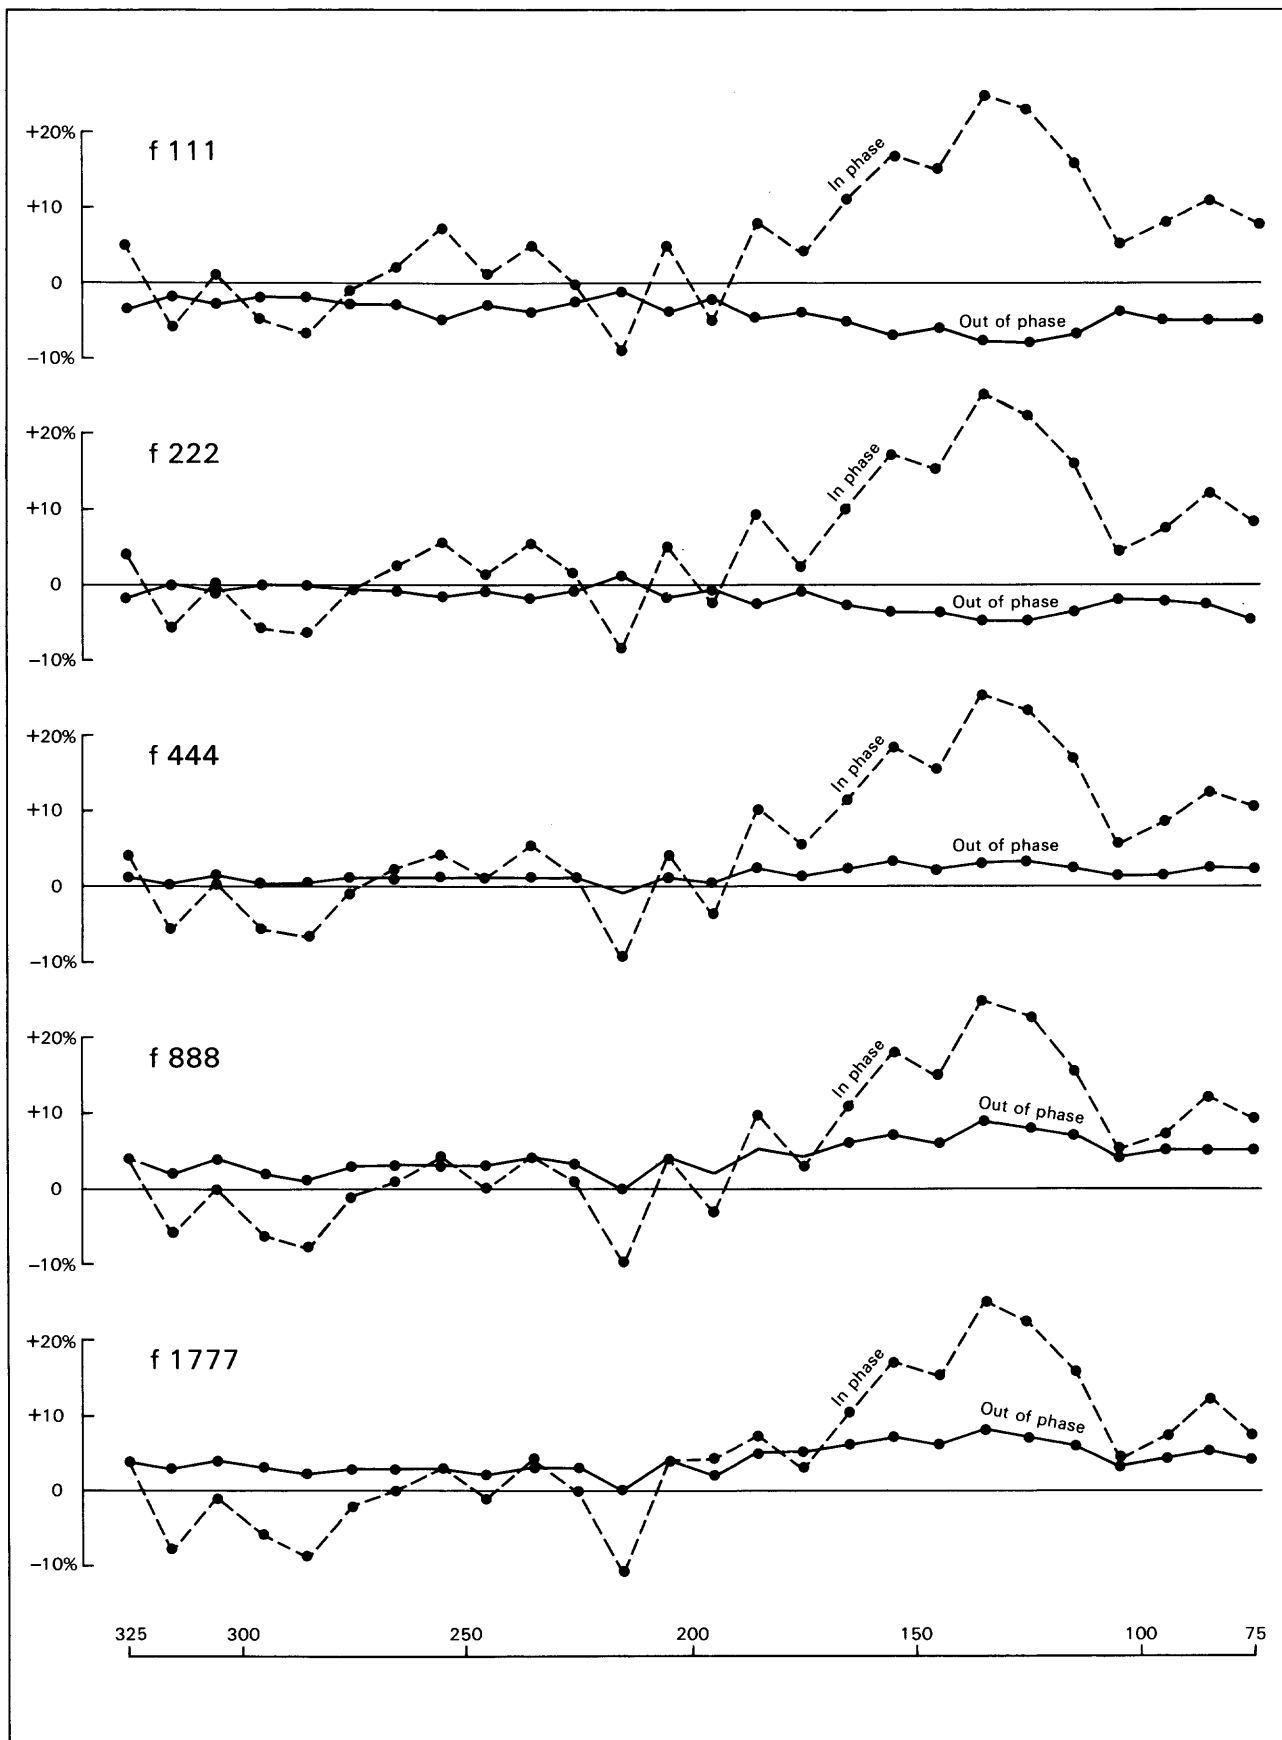 +20%
f 111
In phase
+10
0
Out of phase
−10%
+20%
f 222
In phase
+10
0
Out of phase
−10%
+20%
f 444
In phase
+10
Out of phase
0
−10%
+20%
f 888
In phase
+10
Out of phase
0
−10%
+20%
f 1777
In phase
+10
Out of phase
0
−10%
325 300 250 200 150 100 75